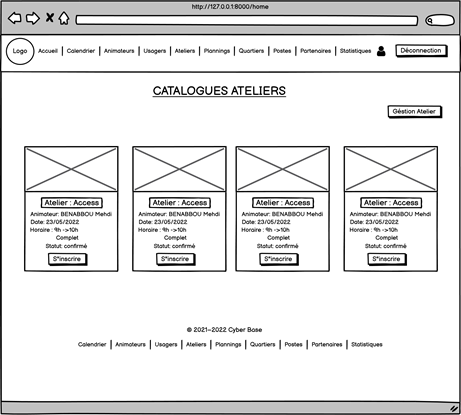 http://127.0.0.1:8000/home
Logo Accueil Calendrier Animateurs Usagers Ateliers Plannings Quartiers Postes Partenaires Statistiques Déconnection
CATALOGUES ATELIERS
Géstion Atelier
Atelier : Access Atelier : Access Atelier : Access Atelier : Access
Animateur: BENABBOU Mehdi Animateur: BENABBOU Mehdi Animateur: BENABBOU Mehdi Animateur: BENABBOU Mehdi
Date: 23/05/2022 Date: 23/05/2022 Date: 23/05/2022 Date: 23/05/2022
Horaire : 9h ->10h Horaire : 9h ->10h Horaire : 9h ->10h Horaire : 9h ->10h
Complet Complet Complet Complet
Statut: confirmé Statut: confirmé Statut: confirmé Statut: confirmé
S"inscrire S"inscrire S"inscrire S"inscrire
© 2021-2022 Cyber Base
Calendrier Animateurs Usagers Ateliers Plannings Quartiers Postes Partenaires Statistiques